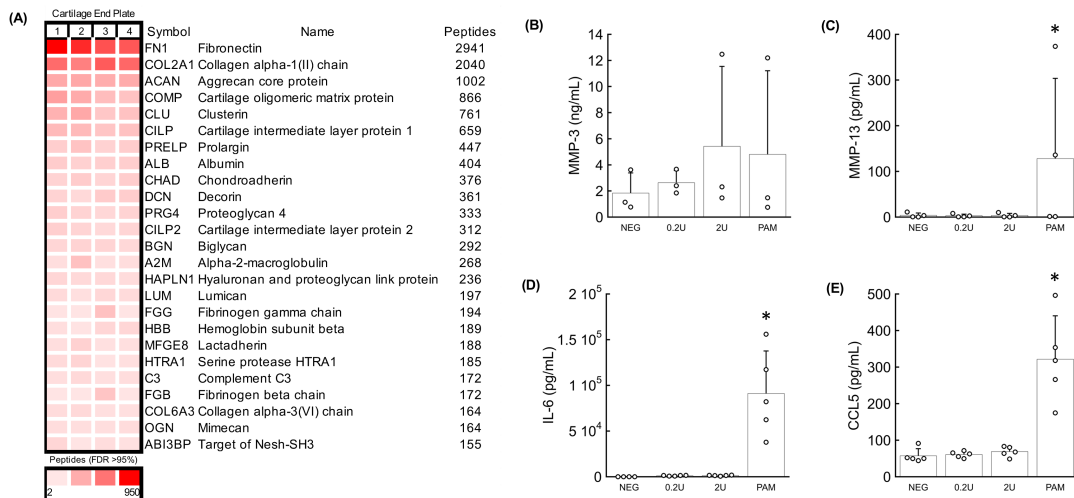 (A)
Cartilage End Plate
1 2 3 4 Symbol Name Peptides
FN1 Fibronectin 2941
COL2A1 Collagen alpha-1(II) chain 2040
ACAN Aggrecan core protein 1002
COMP Cartilage oligomeric matrix protein 866
CLU Clusterin 761
CILP Cartilage intermediate layer protein 1 659
PRELP Prolargin 447
ALB Albumin 404
CHAD Chondroadherin 376
DCN Decorin 361
PRG4 Proteoglycan 4 333
CILP2 Cartilage intermediate layer protein 2 312
BGN Biglycan 292
A2M Alpha-2-macroglobulin 268
HAPLN1 Hyaluronan and proteoglycan link protein 236
LUM Lumican 197
FGG Fibrinogen gamma chain 194
HBB Hemoglobin subunit beta 189
MFGE8 Lactadherin 188
HTRA1 Serine protease HTRA1 185
C3 Complement C3 172
FGB Fibrinogen beta chain 172
COL6A3 Collagen alpha-3(VI) chain 164
OGN Mimecan 164
ABI3BP Target of Nesh-SH3 155
Peptides (FDR >95%)
2 950
(B)
MMP-3 (ng/mL)
14
12
10
8
6
4
2
0
NEG 0.2U 2U PAM
(C)
MMP-13 (pg/mL)
400
300
200
100
0
*
NEG 0.2U 2U PAM
(D)
IL-6 (pg/mL)
2 10^5
1.5 10^5
1 10^5
5 10^4
0
*
NEG 0.2U 2U PAM
(E)
CCL5 (pg/mL)
500
400
300
200
100
0
*
NEG 0.2U 2U PAM